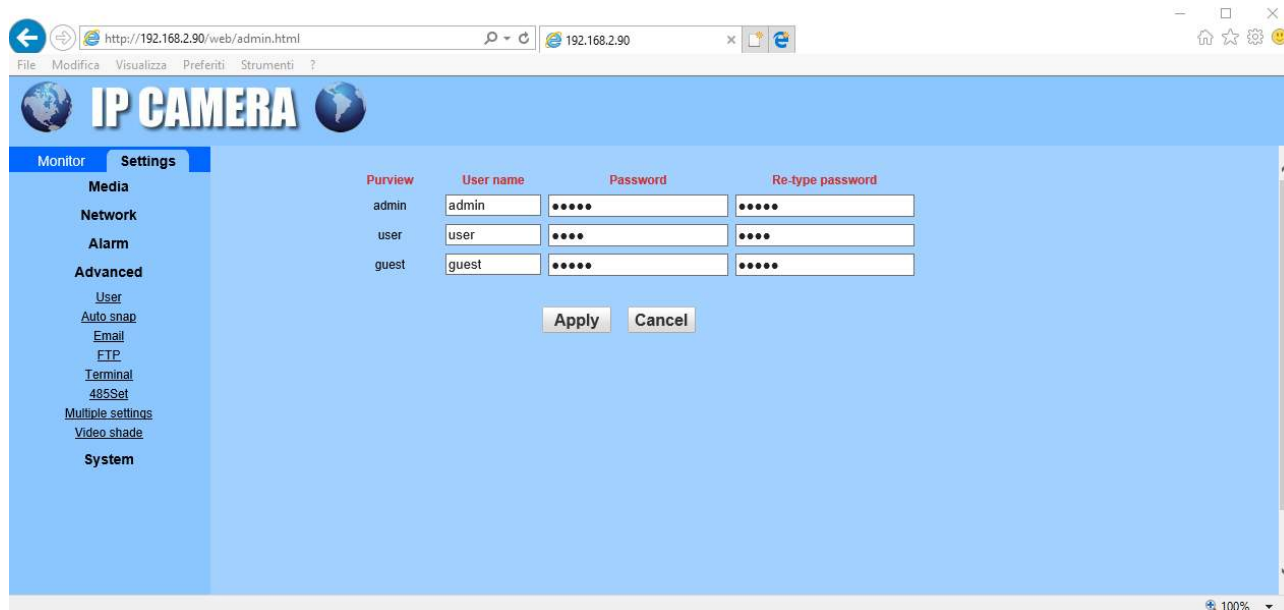 http://192.168.2.90/web/admin.html
192.168.2.90
File Modifica Visualizza Preferiti Strumenti ?
IP CAMERA
Monitor Settings
Media
Network
Alarm
Advanced
User
Auto snap
Email
FTP
Terminal
485Set
Multiple settings
Video shade
System
Purview User name Password Re-type password
admin admin ••••• •••••
user user •••• ••••
guest guest ••••• •••••
Apply Cancel
100%